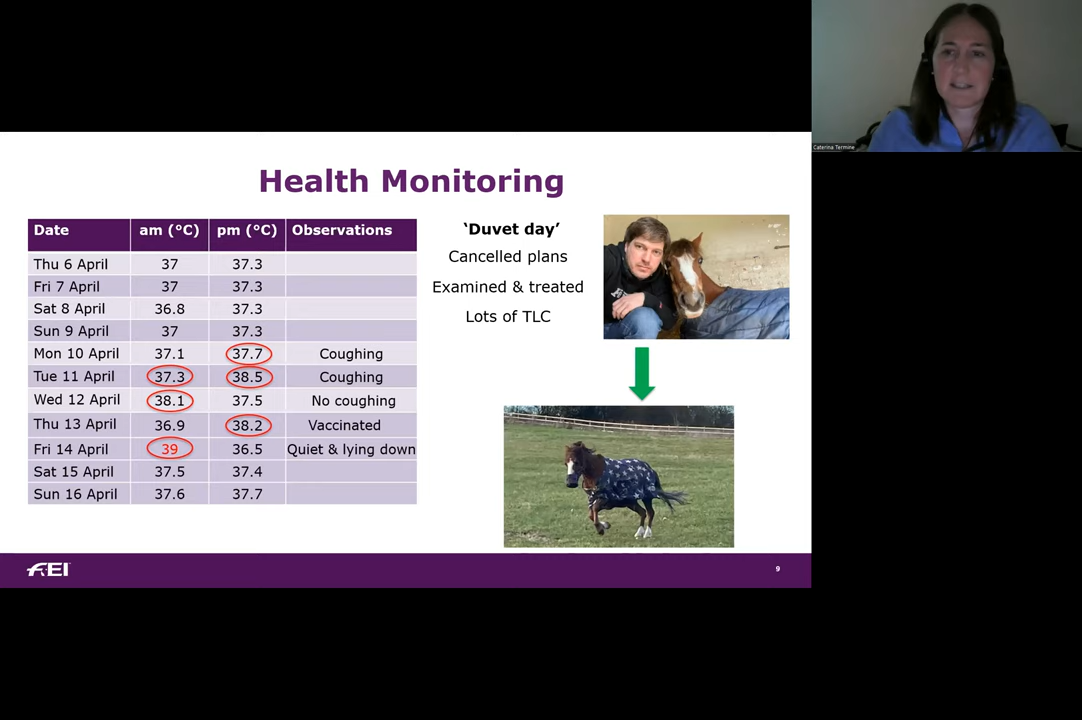 Caterina Termine
Health Monitoring
Date am (°C) pm (°C) Observations
Thu 6 April 37 37.3
Fri 7 April 37 37.3
Sat 8 April 36.8 37.3
Sun 9 April 37 37.3
Mon 10 April 37.1 37.7 Coughing
Tue 11 April 37.3 38.5 Coughing
Wed 12 April 38.1 37.5 No coughing
Thu 13 April 36.9 38.2 Vaccinated
Fri 14 April 39 36.5 Quiet & lying down
Sat 15 April 37.5 37.4
Sun 16 April 37.6 37.7
‘Duvet day’
Cancelled plans
Examined & treated
Lots of TLC
FEI
9